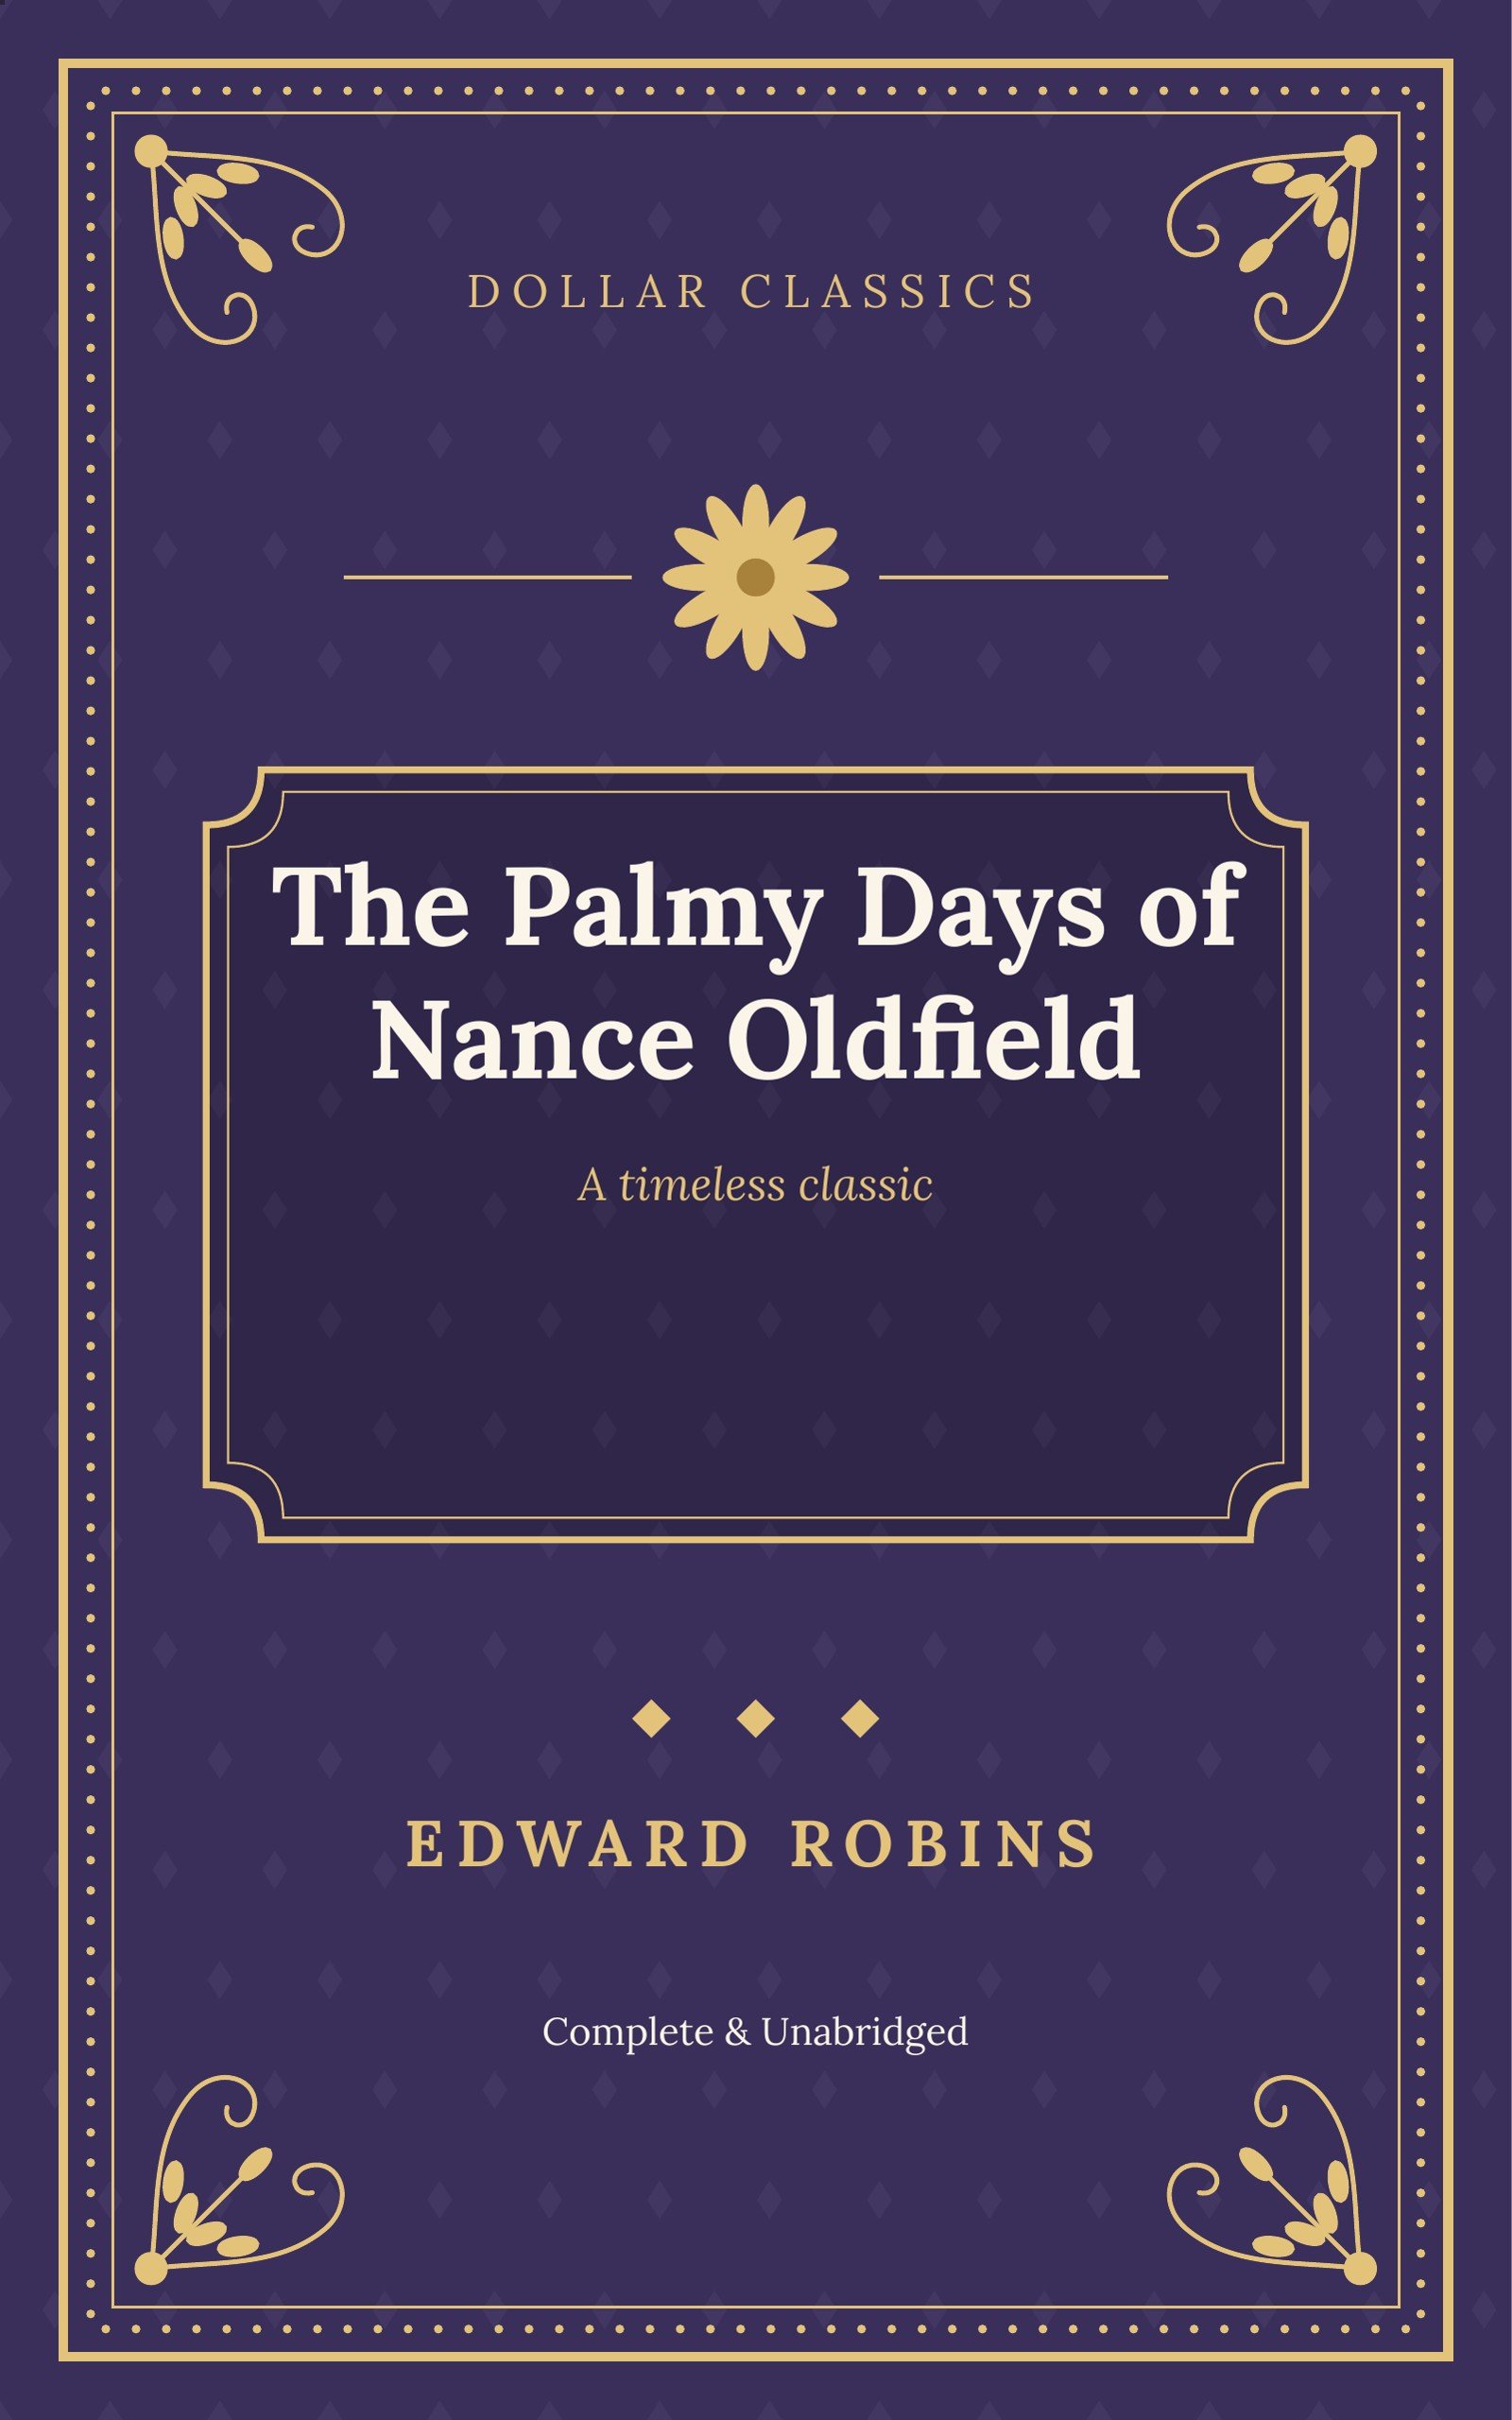 DOLLAR CLASSICS
The Palmy Days of
Nance Oldfield
A timeless classic
EDWARD ROBINS
Complete & Unabridged